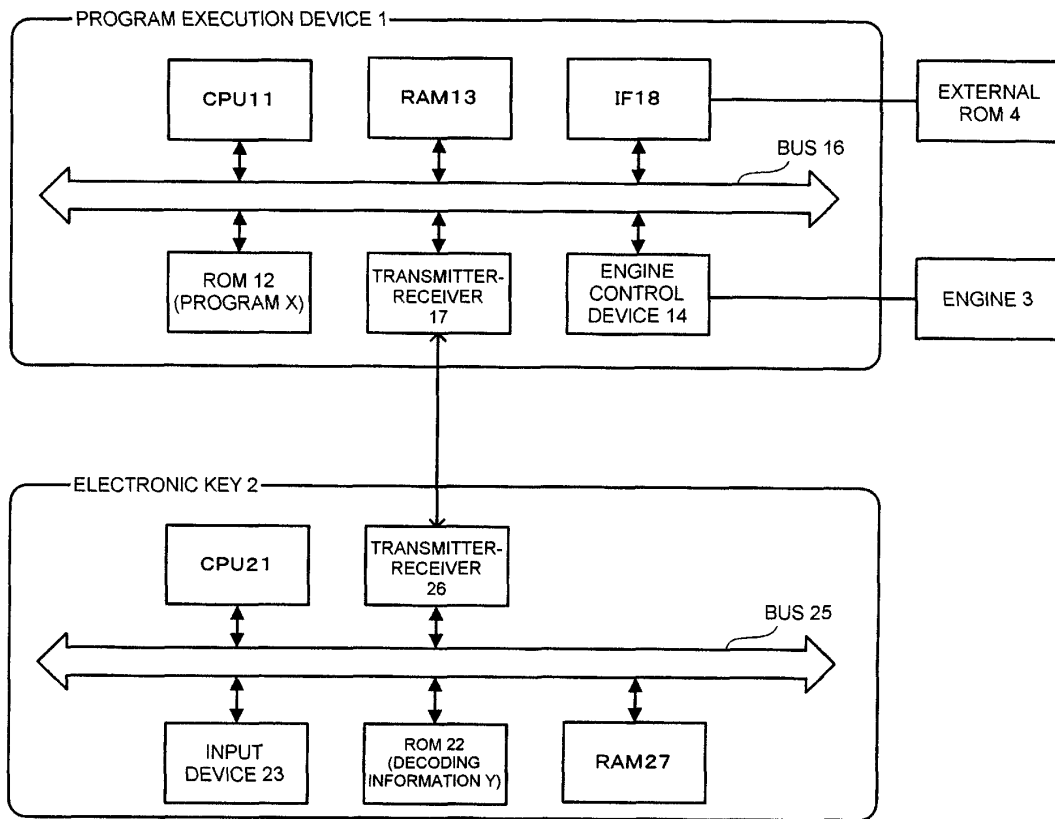 PROGRAM EXECUTION DEVICE 1
CPU11
RAM13
IF18
EXTERNAL
ROM 4
BUS 16
ROM 12
(PROGRAM X)
TRANSMITTER-
RECEIVER
17
ENGINE
CONTROL
DEVICE 14
ENGINE 3
ELECTRONIC KEY 2
CPU21
TRANSMITTER-
RECEIVER
26
BUS 25
INPUT
DEVICE 23
ROM 22
(DECODING
INFORMATION Y)
RAM27